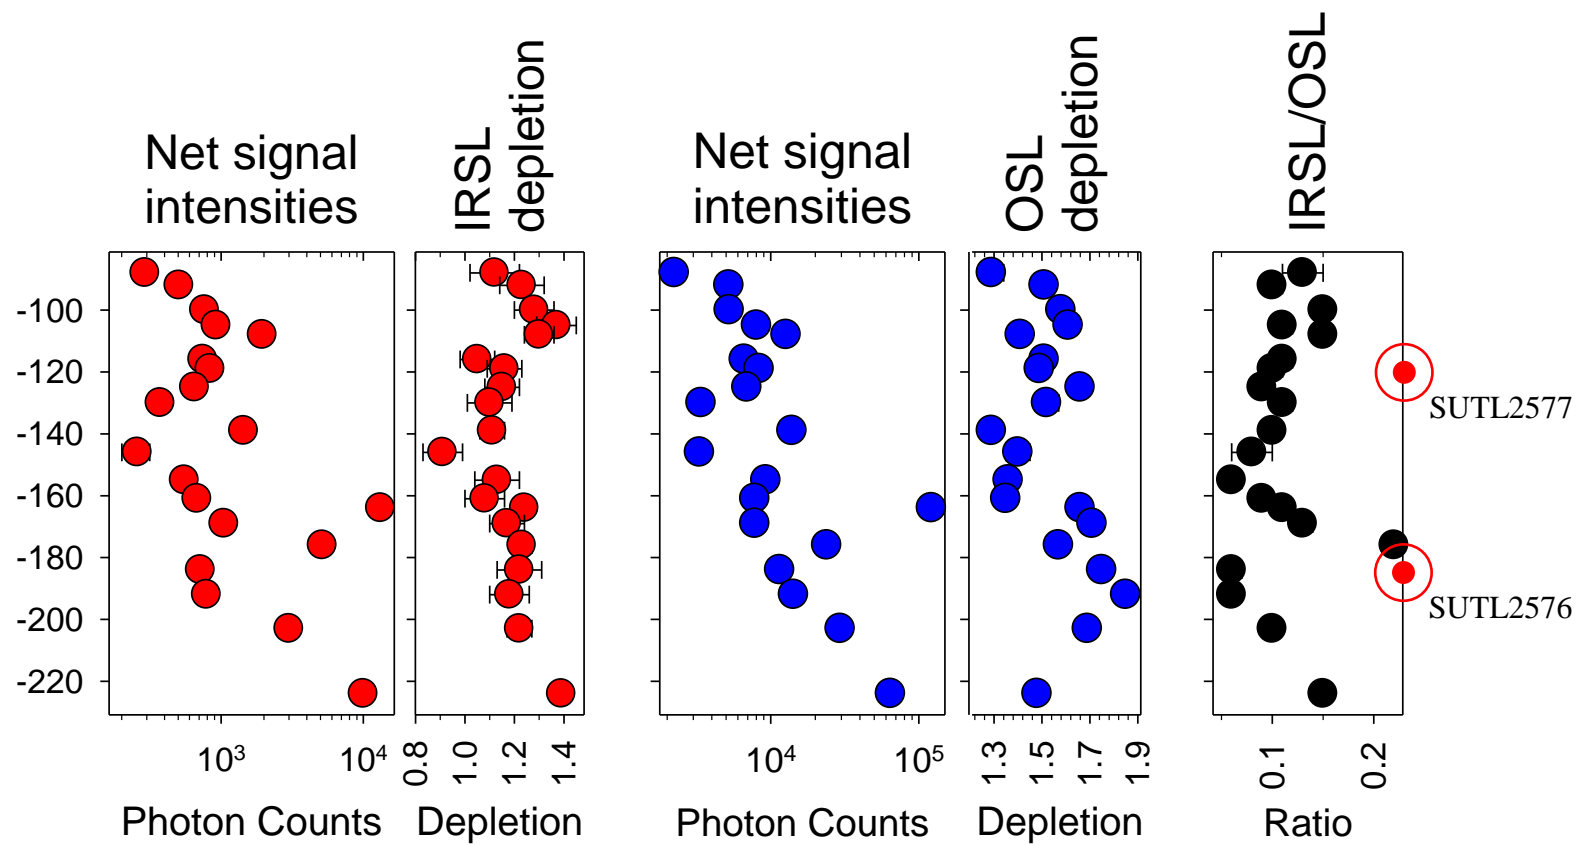 Net signal
intensities
IRSL
depletion
Net signal
intensities
OSL
depletion
IRSL/OSL
-100
-120
-140
-160
-180
-200
-220
SUTL2577
SUTL2576
10³
10⁴
0.8
1.0
1.2
1.4
10⁴
10⁵
1.3
1.5
1.7
1.9
0.1
0.2
Photon Counts
Depletion
Photon Counts
Depletion
Ratio